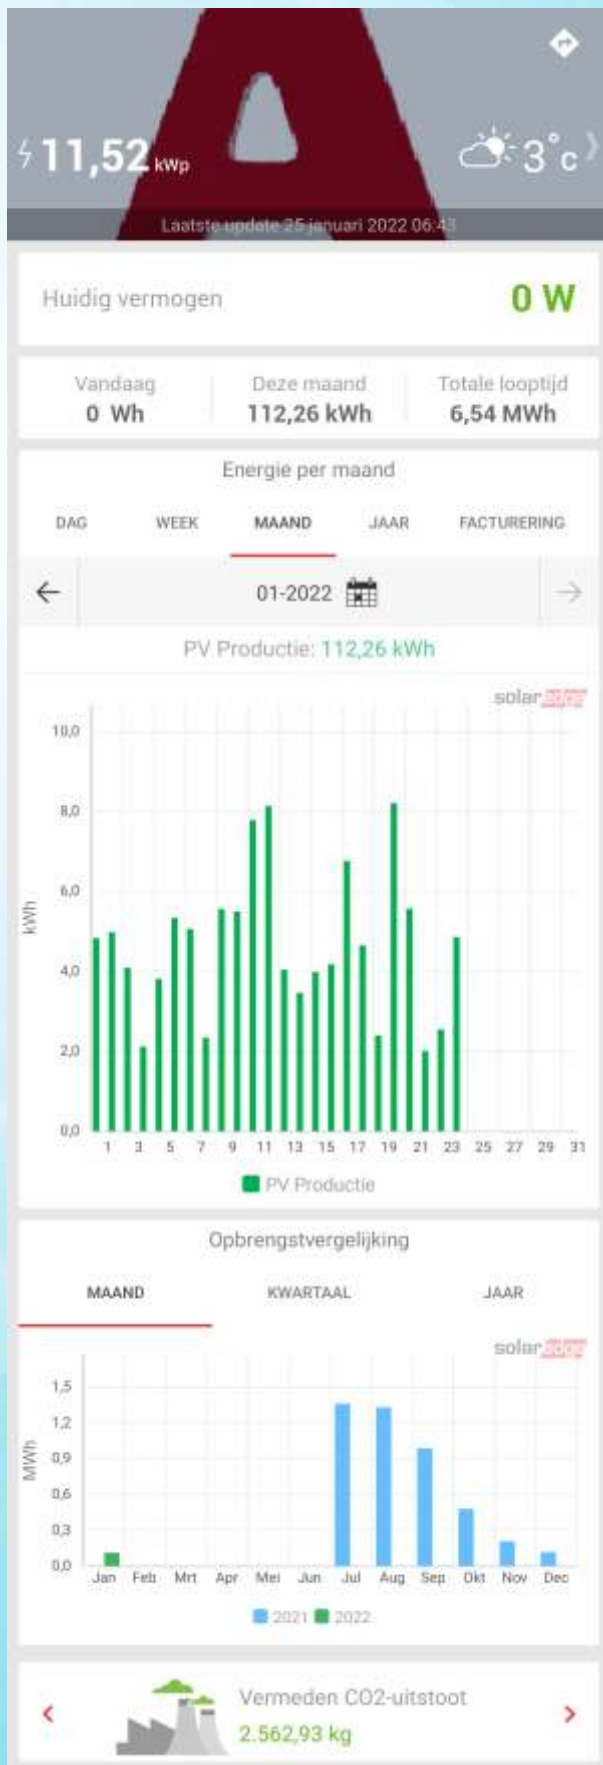 11,52 kWp
3°c
Laatste update 25 januari 2022 06:43
Huidig vermogen
0 W
Vandaag
Deze maand
Totale looptijd
0 Wh
112,26 kWh
6,54 MWh
Energie per maand
DAG
WEEK
MAAND
JAAR
FACTURERING
01-2022
PV Productie: 112,26 kWh
solaredge
10,0
8,0
6,0
4,0
2,0
0,0
kWh
1 3 5 7 9 11 13 15 17 19 21 23 25 27 29 31
PV Productie
Opbrengstvergelijking
MAAND
KWARTAAL
JAAR
solaredge
1,5
1,2
0,9
0,6
0,3
0,0
MWh
Jan Feb Mrt Apr Mei Jun Jul Aug Sep Okt Nov Dec
2021 2022
Vermeden CO2-uitstoot
2.562,93 kg